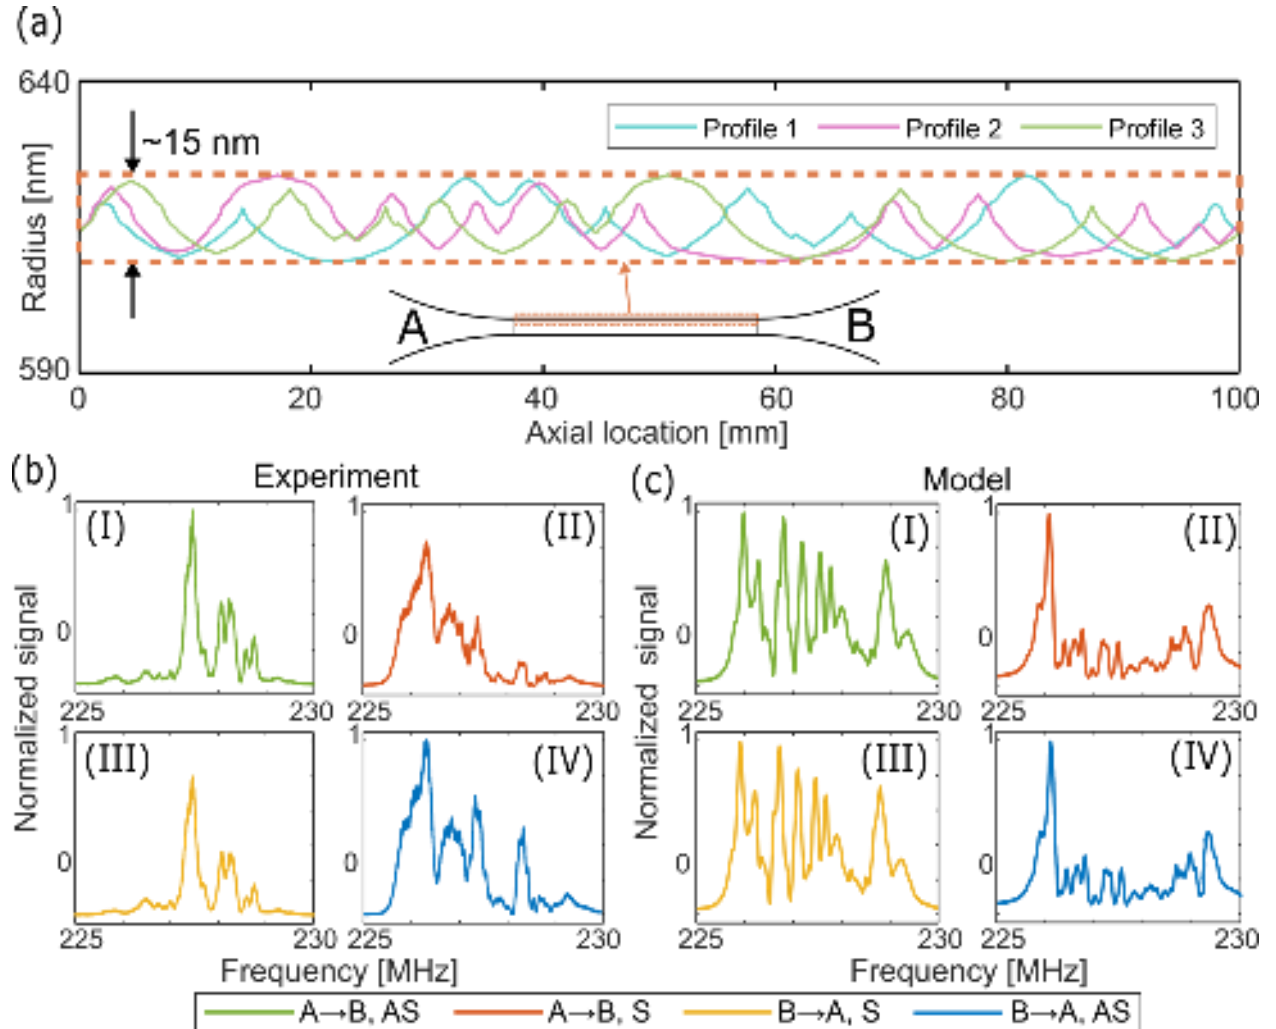 (a)
640
~15 nm
Profile 1 Profile 2 Profile 3
Radius [nm]
A B
590
0 20 40 60 80 100
Axial location [mm]
(b) Experiment
(c) Model
Normalized signal
1 (I)
0
225 230
(II) 1
0
225 230
1 (III)
0
225 230
(IV) 1
0
225 230
Frequency [MHz]
Normalized signal
1 (I)
0
225 230
(II) 1
0
225 230
Normalized signal
1 (III)
0
225 230
(IV) 1
0
225 230
Frequency [MHz]
A→B, AS A→B, S B→A, S B→A, AS